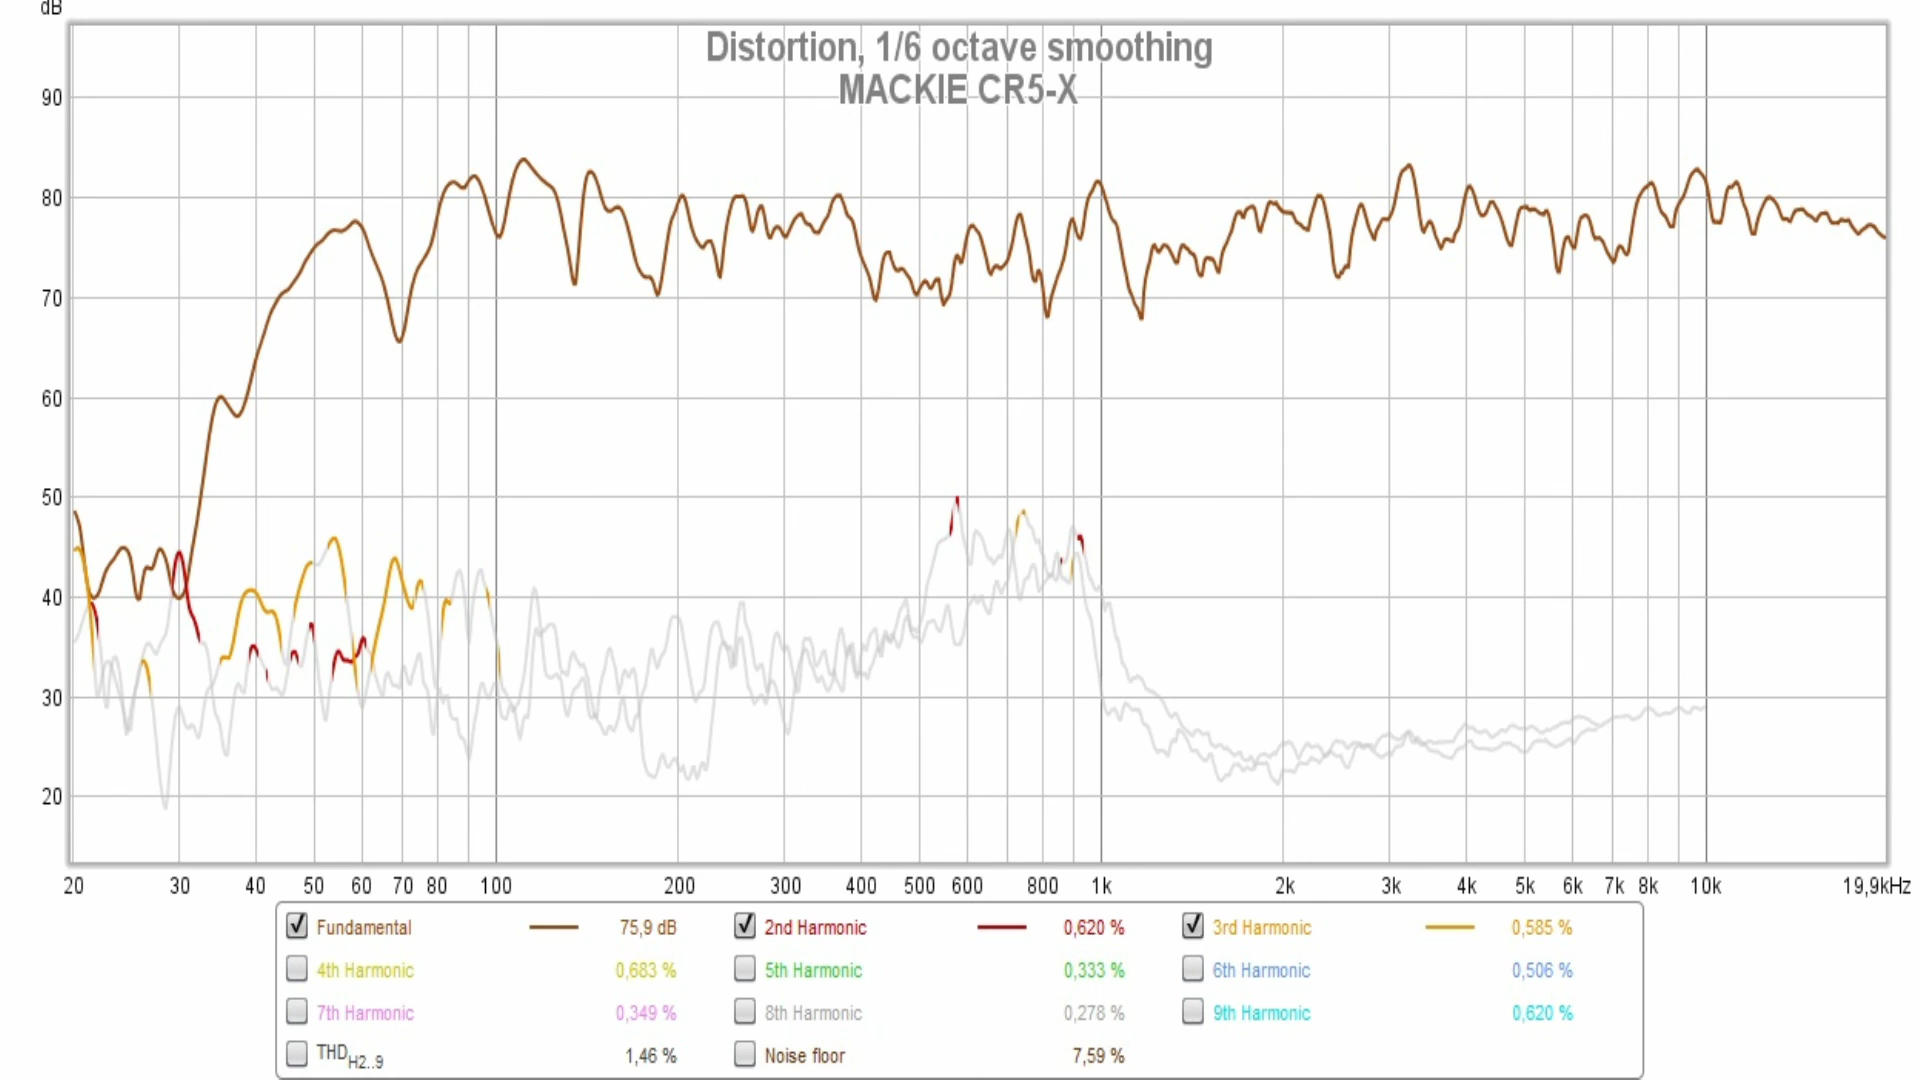 dB
Distortion, 1/6 octave smoothing
MACKIE CR5-X
90
80
70
60
50
40
30
20
20 30 40 50 60 70 80 100 200 300 400 500 600 800 1k 2k 3k 4k 5k 6k 7k 8k 10k 19,9kHz
Fundamental 75,9 dB 2nd Harmonic 0,620 % 3rd Harmonic 0,585 %
4th Harmonic 0,683 % 5th Harmonic 0,333 % 6th Harmonic 0,506 %
7th Harmonic 0,349 % 8th Harmonic 0,278 % 9th Harmonic 0,620 %
THD H2..9 1,46 % Noise floor 7,59 %